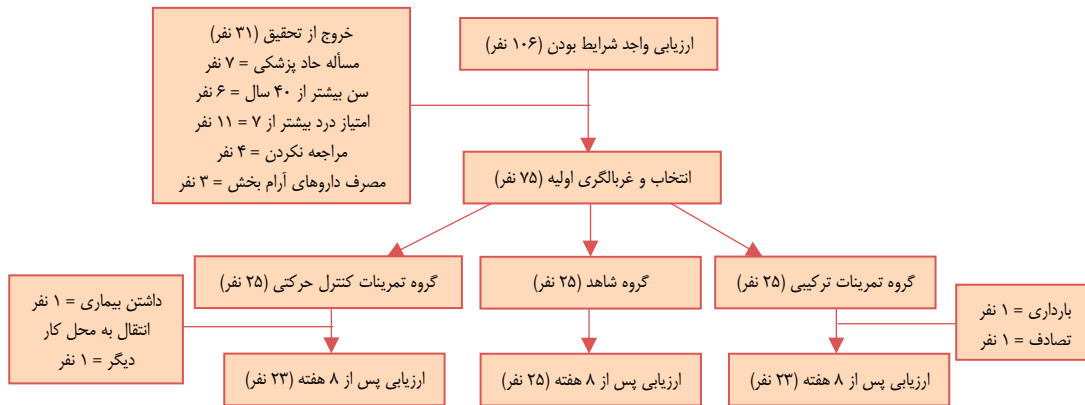 ارزیابی واجد شرایط بودن (۱۰۶ نفر)
خروج از تحقیق (۳۱ نفر)
مسأله حاد پزشکی = ۷ نفر
سن بیشتر از ۴۰ سال = ۶ نفر
امتیاز درد بیشتر از ۷ = ۱۱ نفر
مراجعه نکردن = ۴ نفر
مصرف داروهای آرام بخش = ۳ نفر
انتخاب و غربالگری اولیه (۷۵ نفر)
گروه تمرینات ترکیبی (۲۵ نفر)
گروه شاهد (۲۵ نفر)
گروه تمرینات کنترل حرکتی (۲۵ نفر)
بارداری = ۱ نفر
تصادف = ۱ نفر
داشتن بیماری = ۱ نفر
انتقال به محل کار
دیگر = ۱ نفر
ارزیابی پس از ۸ هفته (۲۳ نفر)
ارزیابی پس از ۸ هفته (۲۵ نفر)
ارزیابی پس از ۸ هفته (۲۳ نفر)